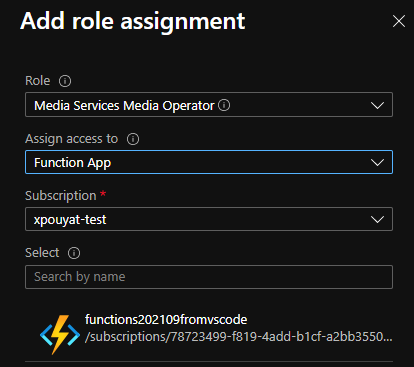 Add role assignment
Role
Media Services Media Operator
Assign access to
Function App
Subscription *
xpouyat-test
Select
Search by name
functions202109fromvscode
/subscriptions/78723499-f819-4add-b1cf-a2bb3550...